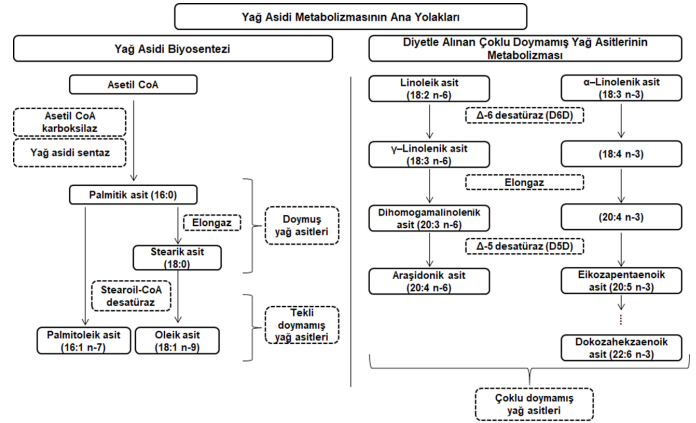 Yağ Asidi Metabolizmasının Ana Yolakları
Yağ Asidi Biyosentezi
Asetil CoA
Asetil CoA
karboksilaz
Yağ asidi sentaz
Palmitik asit (16:0)
Elongaz
Stearik asit
(18:0)
Doymuş
yağ asitleri
Stearoil-CoA
desatüraz
Palmitoleik asit
(16:1 n-7)
Oleik asit
(18:1 n-9)
Tekli
doymamış
yağ asitleri
Diyetle Alınan Çoklu Doymamış Yağ Asitlerinin
Metabolizması
Linoleik asit
(18:2 n-6)
α–Linolenik asit
(18:3 n-3)
Δ-6 desatüraz (D6D)
γ–Linolenik asit
(18:3 n-6)
(18:4 n-3)
Elongaz
Dihomogamalinolenik
asit (20:3 n-6)
(20:4 n-3)
Δ-5 desatüraz (D5D)
Araşidonik asit
(20:4 n-6)
Eikozapentaenoik
asit (20:5 n-3)
Dokozahekzaenoik
asit (22:6 n-3)
Çoklu doymamış
yağ asitleri